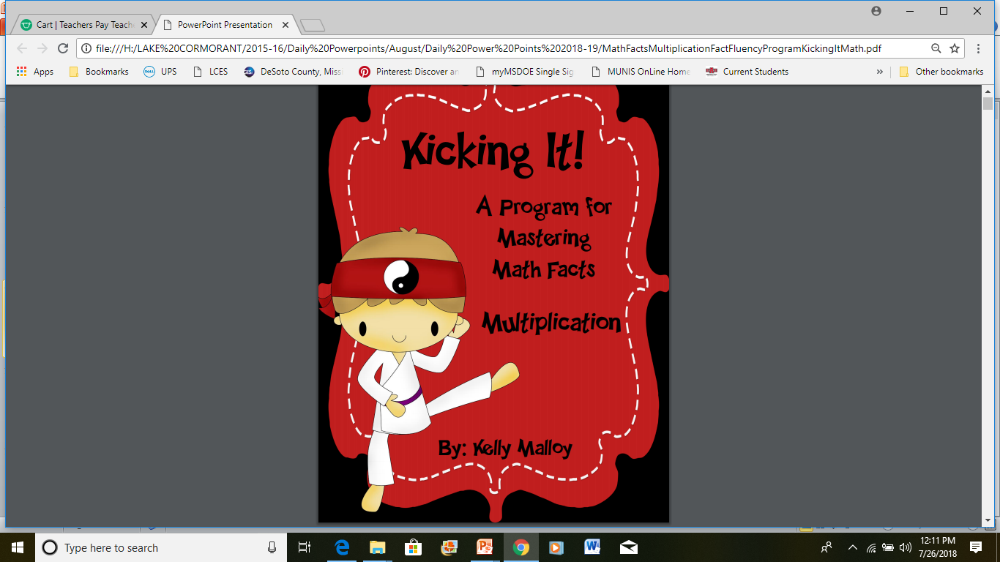 Cart | Teachers Pay Teache
PowerPoint Presentation
file:///H:/LAKE%20CORMORANT/2015-16/Daily%20Powerpoints/August/Daily%20Power%20Points%202018-19/MathFactsMultiplicationFactFluencyProgramKickingItMath.pdf
Apps Bookmarks UPS LCES DeSoto County, Miss Pinterest: Discover an myMSDOE Single Sig MUNIS OnLine Home Current Students » Other bookmarks
Kicking It!
A Program for
Mastering
Math Facts
Multiplication
By: Kelly Malloy
Type here to search
12:11 PM
7/26/2018